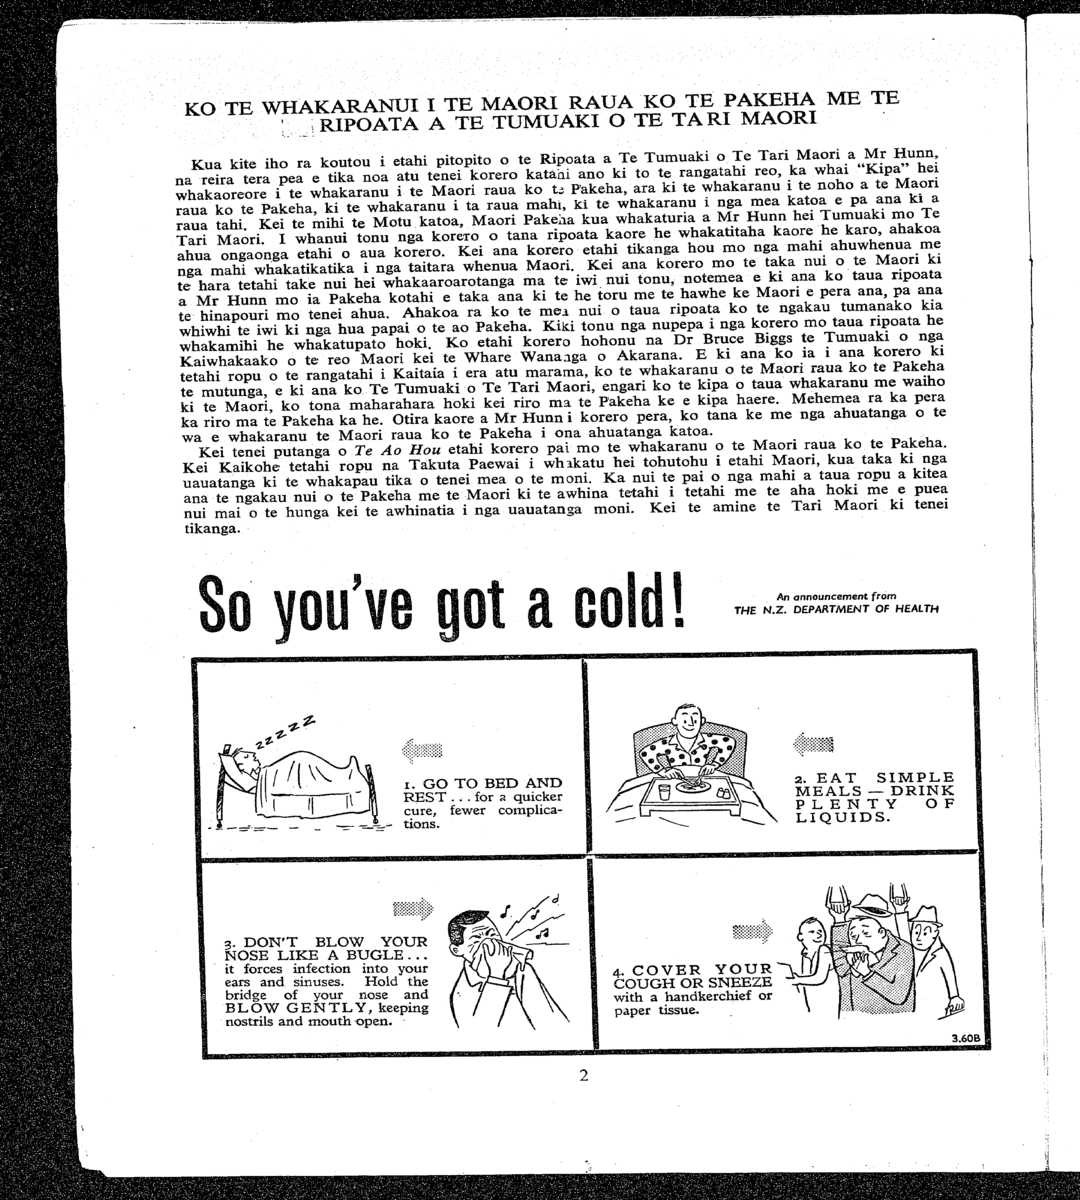 KO TE WHAKARANUI I TE MAORI RAUA KO TE PAKEHA ME TE
RIPOATA A TE TUMUAKI O TE TARI MAORI
Kua kite iho ra koutou i etahi pitopito o te Ripoata a Te Tumuaki o Te Tari Maori a Mr Hunn,
na reira tera pea e tika noa atu tenei korero katahi ano ki to te rangatahi reo, ka whai “Kipa” hei
whakaoreore i te whakaranui i te Maori raua ko te Pakeha, ara ki te whakaranu i te noho a te Maori
raua ko te Pakeha, ki te whakaranu i ta raua mahi, ki te whakaranu i nga mea katoa e pa ana ki a
raua tahi. Kei te mihi te Motu katoa, Maori Pakeha kua whakaturia a Mr Hunn hei Tumuaki mo Te
Tari Maori. I whanui tonu nga korero o tana ripoata kaore he whakatitaha kaore he karo, ahakoa
ahua ongaonga etahi o aua korero. Kei ana korero etahi tikanga hou mo nga mahi ahuwhenua me
nga mahi whakatikatika i nga taitara whenua Maori. Kei ana korero mo te taka nui o te Maori ki
te hara tetahi take nui hei whakaaroarotanga ma te iwi nui tonu, notemea e ki ana ko taua ripoata
a Mr Hunn mo ia Pakeha kotahi e taka ana ki te he toru me te hawhe ke Maori e pera ana, pa ana
te hinapouri mo tenei ahua. Ahakoa ra ko te mea nui o taua ripoata ko te ngakau tumanako kia
whiwhi te iwi ki nga hua papai o te ao Pakeha. Kiki tonu nga nupepa i nga korero mo taua ripoata he
whakamihi he whakatupato hoki. Ko etahi korero hohonu na Dr Bruce Biggs te Tumuaki o nga
Kaiwhakaako o te reo Maori kei te Whare Wananga o Akarana. E ki ana ko ia i ana korero ki
tetahi ropu o te rangatahi i Kaitaia i era atu marama, ko te whakaranu o te Maori raua ko te Pakeha
te mutunga, e ki ana ko Te Tumuaki o Te Tari Maori, engari ko te kipa o taua whakaranu me waiho
ki te Maori, ko tona maharahara hoki kei riro ma te Pakeha ke e kipa haere. Mehemea ra ka pera
ka riro ma te Pakeha ka he. Otira kaore a Mr Hunn i korero pera, ko tana ke me nga ahuatanga o te
wa e whakaranu te Maori raua ko te Pakeha i ona ahuatanga katoa.
Kei tenei putanga o Te Ao Hou etahi korero pai mo te whakaranu o te Maori raua ko te Pakeha.
Kei Kaikohe tetahi ropu na Takuta Paewai i whakatu hei tohutohu i etahi Maori, kua taka ki nga
uauatanga ki te whakapau tika o tenei mea o te moni. Ka nui te pai o nga mahi a taua ropu a kitea
ana te ngakau nui o te Pakeha me te Maori ki te awhina tetahi i tetahi me te aha hoki me e puea
nui mai o te hunga kei te awhinatia i nga uauatanga moni. Kei te amine te Tari Maori ki tenei
tikanga.
So you’ve got a cold!
An announcement from
THE N.Z. DEPARTMENT OF HEALTH
ZZZZZ
1. GO TO BED AND
REST...for a quicker
cure, fewer complica-
tions.
2. EAT SIMPLE
MEALS — DRINK
PLENTY OF
LIQUIDS.
3. DON'T BLOW YOUR
NOSE LIKE A BUGLE...
it forces infection into your
ears and sinuses. Hold the
bridge of your nose and
BLOW GENTLY, keeping
nostrils and mouth open.
4. COVER YOUR
COUGH OR SNEEZE
with a handkerchief or
paper tissue.
3.60B
2